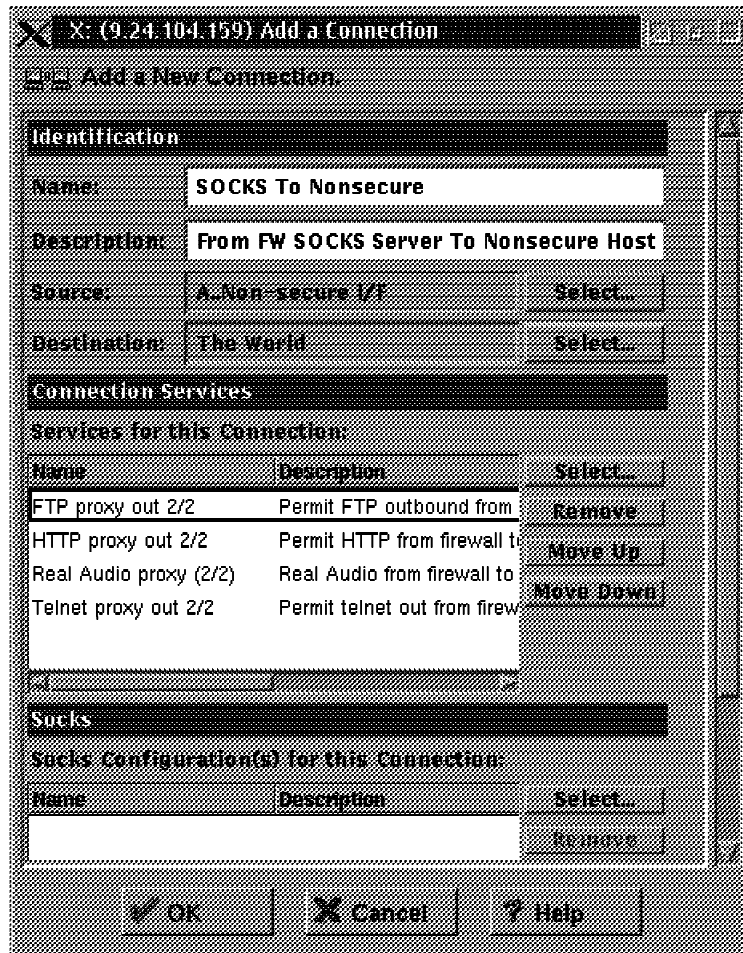 X: (9.24.104.159) Add a Connection
Add a New Connection.
Identification
Name: SOCKS To Nonsecure
Description: From FW SOCKS Server To Nonsecure Host
Source: A..Non-secure I/F Select...
Destination: The World Select...
Connection Services
Services for this Connection:
Name Description Select...
FTP proxy out 2/2 Permit FTP outbound from Remove
HTTP proxy out 2/2 Permit HTTP from firewall t Move Up
Real Audio proxy (2/2) Real Audio from firewall to Move Down
Telnet proxy out 2/2 Permit telnet out from firew
Socks
Socks Configuration(s) for this Connection:
Name Description Select...
Remove
OK Cancel ? Help